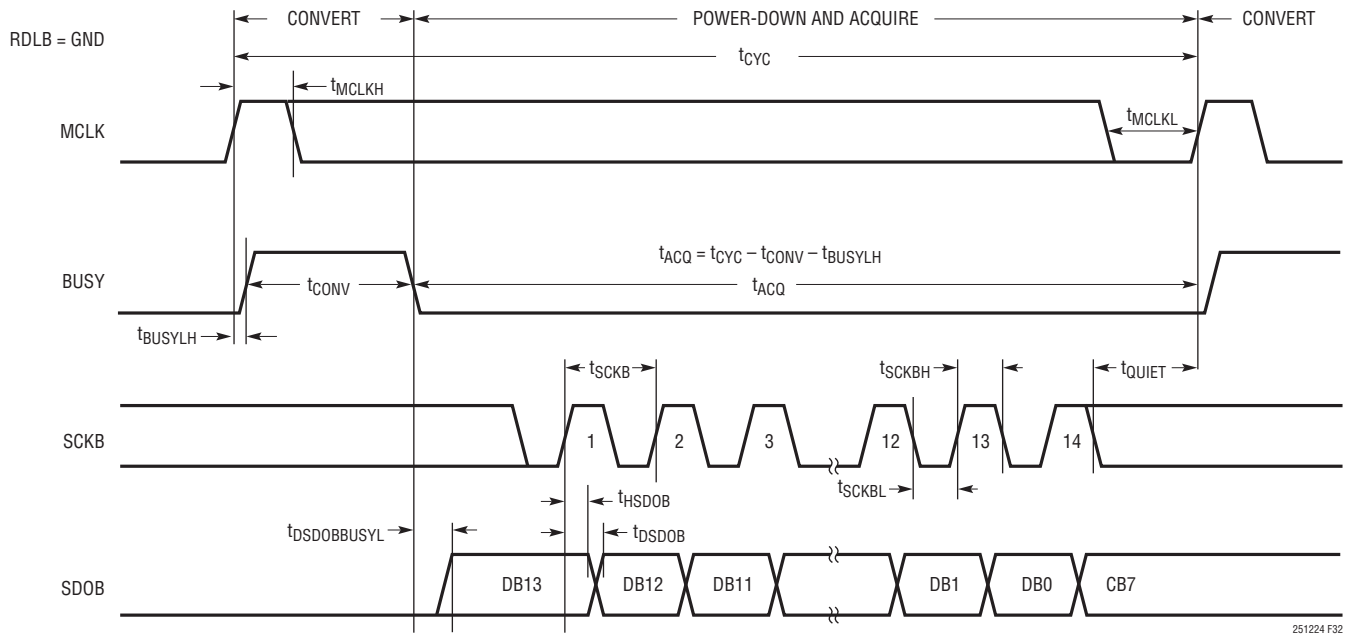 CONVERT POWER-DOWN AND ACQUIRE CONVERT
RDLB = GND
tCYC
tMCLKH
MCLK
tMCLKL
tACQ = tCYC – tCONV – tBUSYLH
BUSY
tCONV
tACQ
tBUSYLH
tSCKB tSCKBH tQUIET
SCKB 1 2 3 12 13 14
tSCKBL
tHSDOB
tDSDOBBUSYL
tDSDOB
SDOB DB13 DB12 DB11 DB1 DB0 CB7
251224 F32